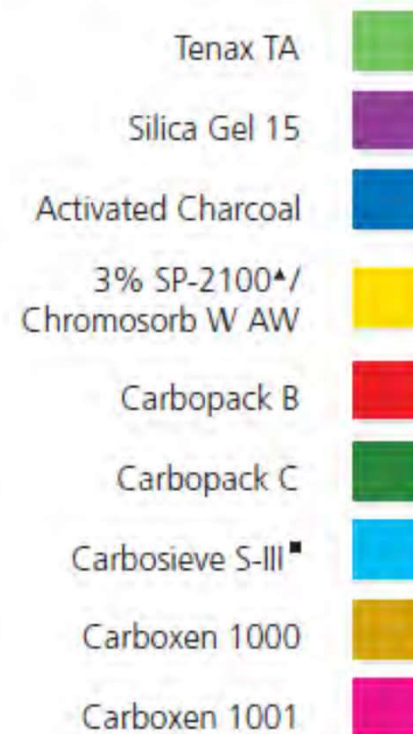 Tenax TA
Silica Gel 15
Activated Charcoal
3% SP-2100▲/
Chromosorb W AW
Carbopack B
Carbopack C
Carbosieve S-III■
Carboxen 1000
Carboxen 1001